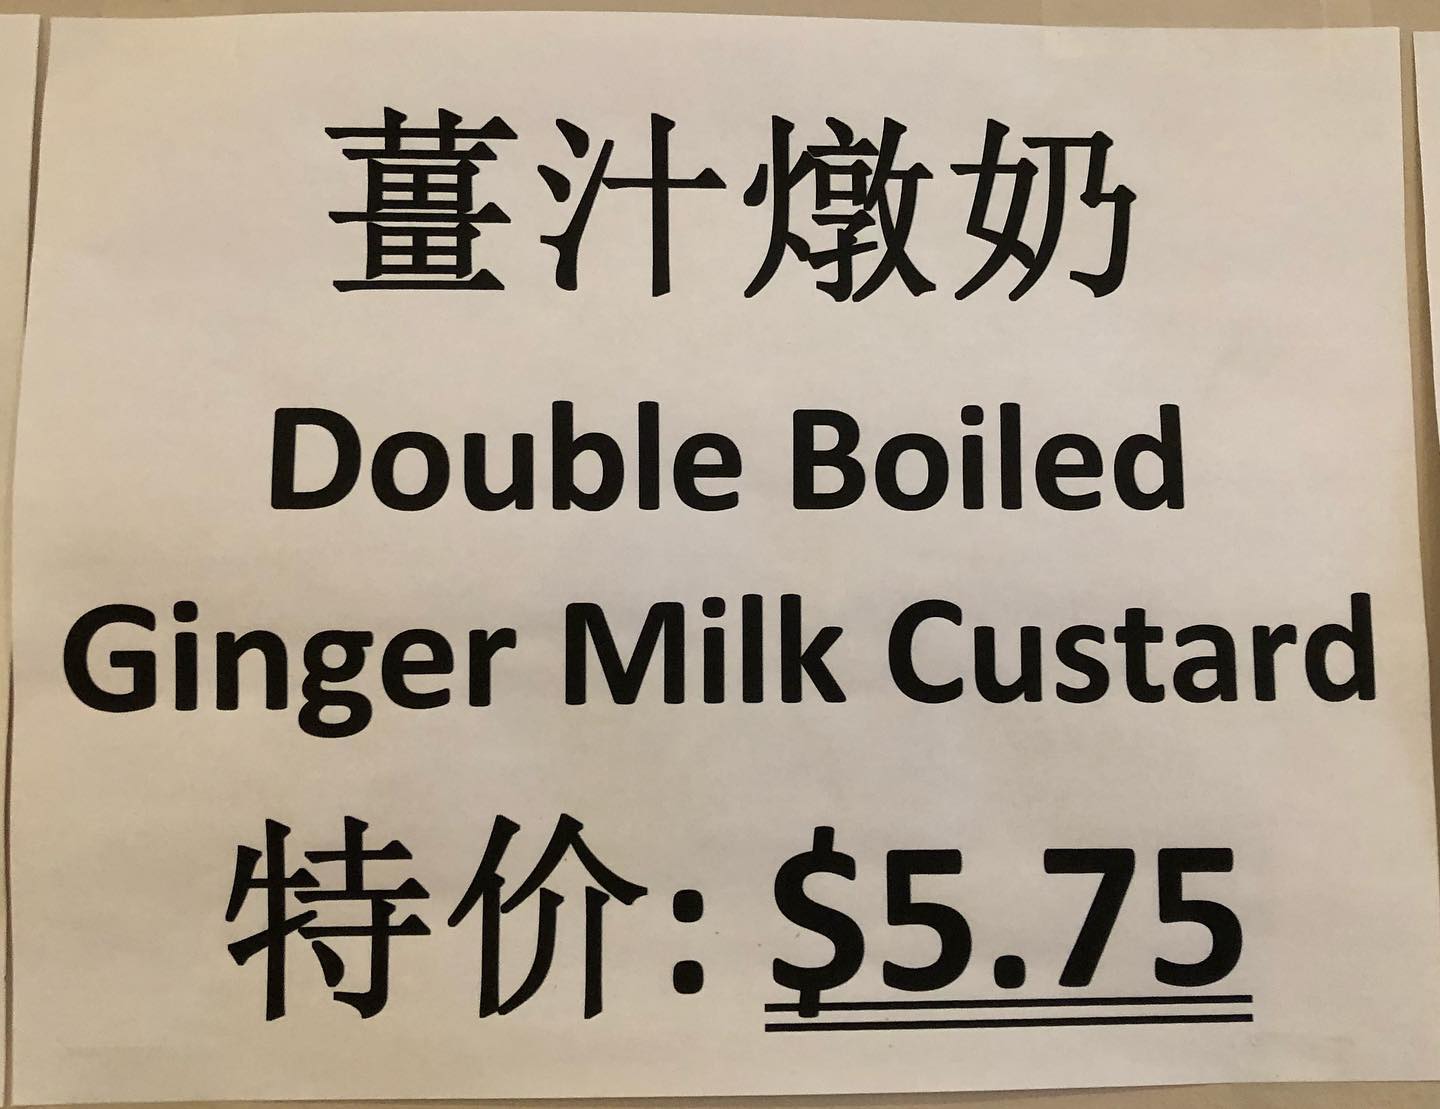 薑汁燉奶
Double Boiled
Ginger Milk Custard
特价: $5.75